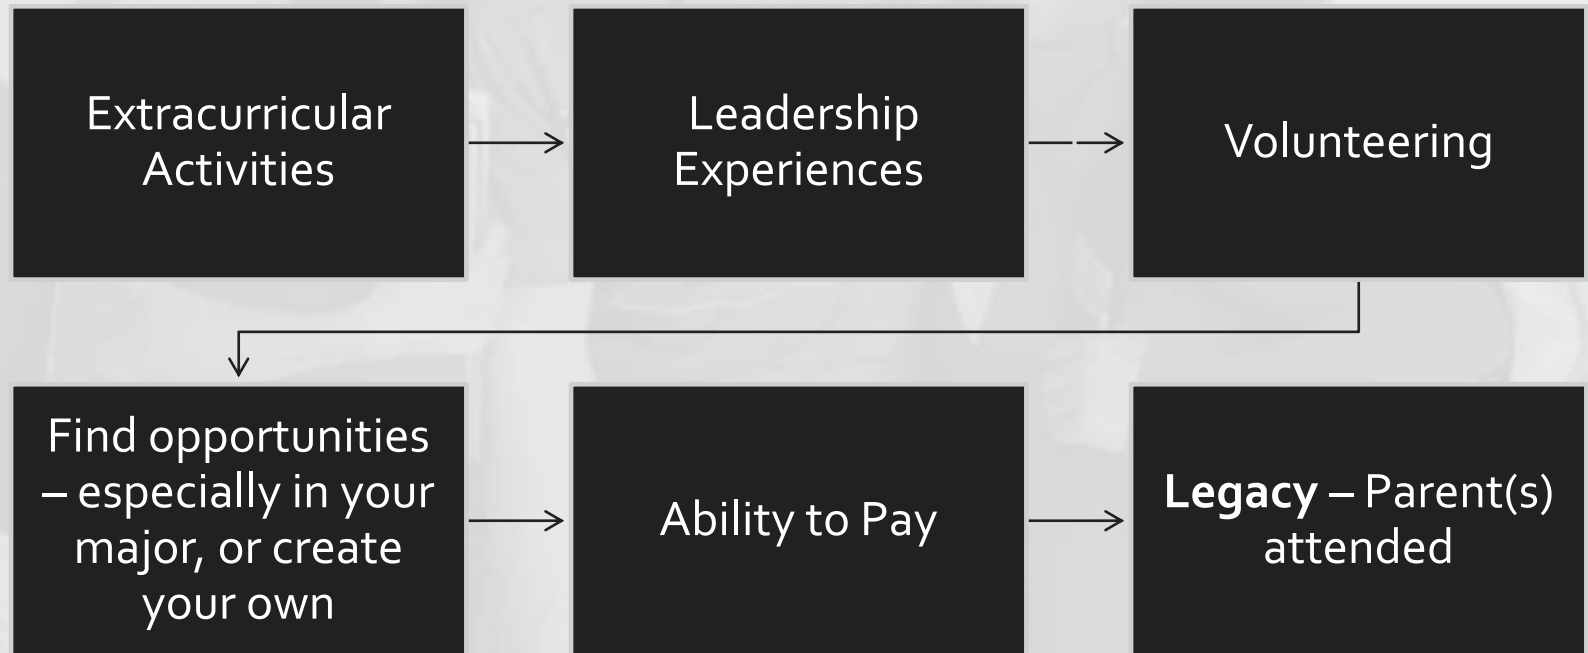 Extracurricular
Activities
Leadership
Experiences
Volunteering
Find opportunities
– especially in your
major, or create
your own
Ability to Pay
Legacy – Parent(s)
attended